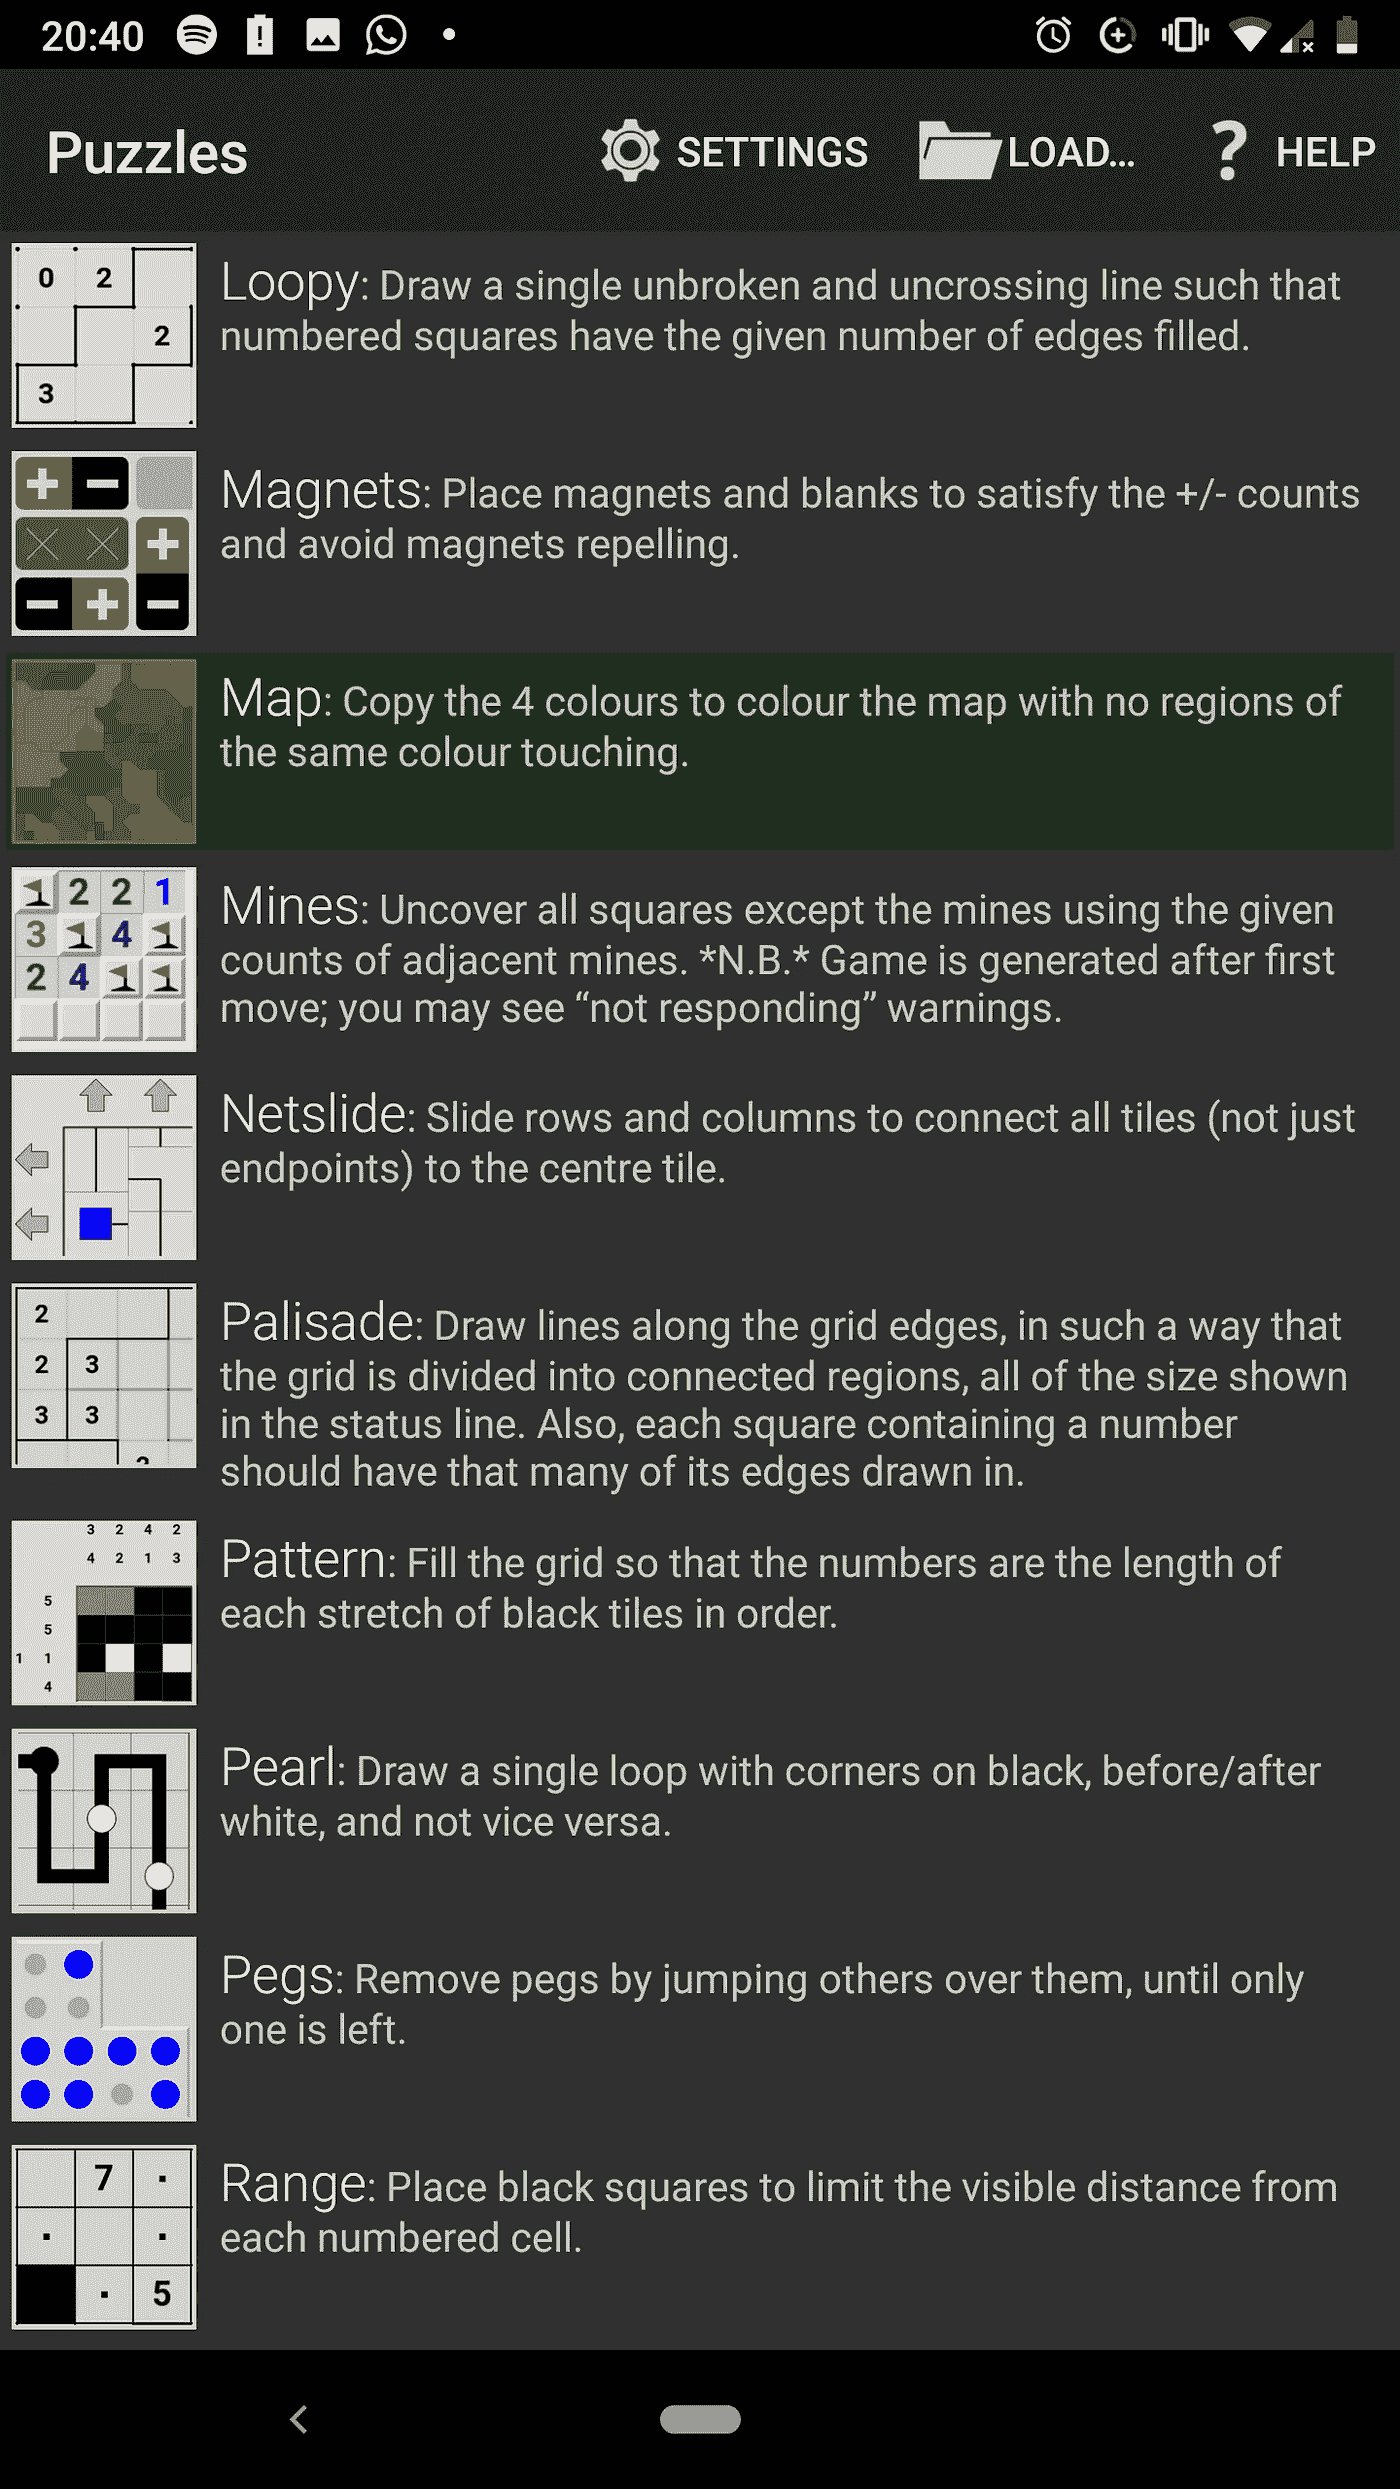 20:40
Puzzles SETTINGS LOAD... HELP
0 2
2
3
Loopy: Draw a single unbroken and uncrossing line such that
numbered squares have the given number of edges filled.
Magnets: Place magnets and blanks to satisfy the +/- counts
and avoid magnets repelling.
Map: Copy the 4 colours to colour the map with no regions of
the same colour touching.
2 2 1
3 4
2 4
Mines: Uncover all squares except the mines using the given
counts of adjacent mines. *N.B.* Game is generated after first
move; you may see “not responding” warnings.
Netslide: Slide rows and columns to connect all tiles (not just
endpoints) to the centre tile.
2
2 3
3 3
Palisade: Draw lines along the grid edges, in such a way that
the grid is divided into connected regions, all of the size shown
in the status line. Also, each square containing a number
should have that many of its edges drawn in.
3 2 4 2
4 2 1 3
5
5
1 1
4
Pattern: Fill the grid so that the numbers are the length of
each stretch of black tiles in order.
Pearl: Draw a single loop with corners on black, before/after
white, and not vice versa.
Pegs: Remove pegs by jumping others over them, until only
one is left.
7
5
Range: Place black squares to limit the visible distance from
each numbered cell.